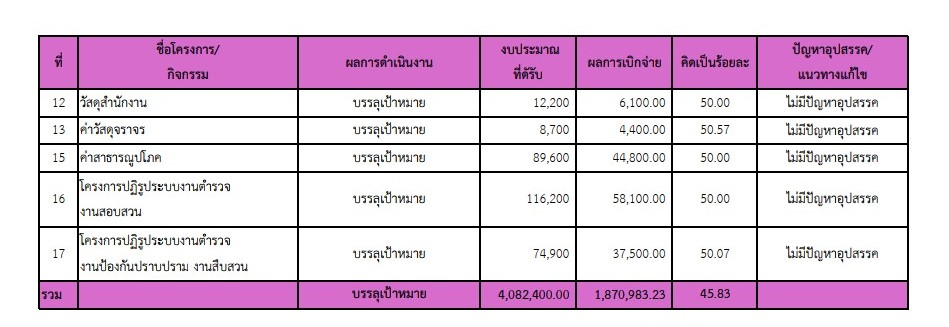 ที่ ชื่อโครงการ/ กิจกรรม ผลการดำเนินงาน งบประมาณ ที่ดัรับ ผลการเบิกจ่าย คิดเป็นร้อยละ ปัญหาอุปสรรค/ แนวทางแก้ไข
12 วัสดุสำนักงาน บรรลุเป้าหมาย 12,200 6,100.00 50.00 ไม่มีปัญหาอุปสรรค
13 ค่าวัสดุจราจร บรรลุเป้าหมาย 8,700 4,400.00 50.57 ไม่มีปัญหาอุปสรรค
15 ค่าสาธารณูปโภค บรรลุเป้าหมาย 89,600 44,800.00 50.00 ไม่มีปัญหาอุปสรรค
16 โครงการปฏิรูประบบงานตำรวจ
งานสอบสวน บรรลุเป้าหมาย 116,200 58,100.00 50.00 ไม่มีปัญหาอุปสรรค
17 โครงการปฏิรูประบบงานตำรวจ
งานป้องกันปราบปราม งานสืบสวน บรรลุเป้าหมาย 74,900 37,500.00 50.07 ไม่มีปัญหาอุปสรรค
รวม บรรลุเป้าหมาย 4,082,400.00 1,870,983.23 45.83